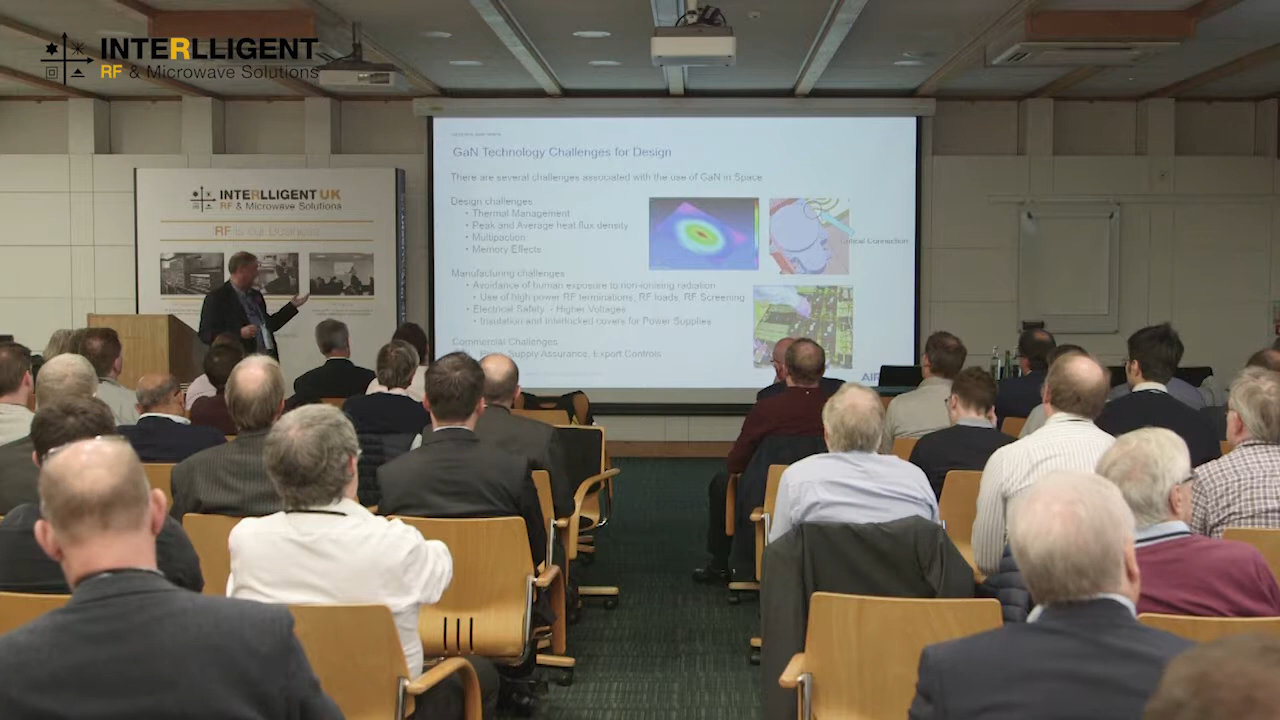 INTERLLIGENT
RF & Microwave Solutions
INTERLLIGENT UK
RF & Microwave Solutions
RF is our business
GaN Technology Challenges for Design
There are several challenges associated with the use of GaN in Space
Design challenges
• Thermal Management
• Peak and Average heat flux density
• Multipaction
• Memory Effects
Critical Connection
Manufacturing challenges
• Avoidance of human exposure to non-ionising radiation
• Use of high power RF terminations, RF loads, RF Screening
• Electrical Safety - Higher Voltages
• Insulation and Interlocked covers for Power Supplies
Commercial Challenges
Supply Assurance, Export Controls
AIR